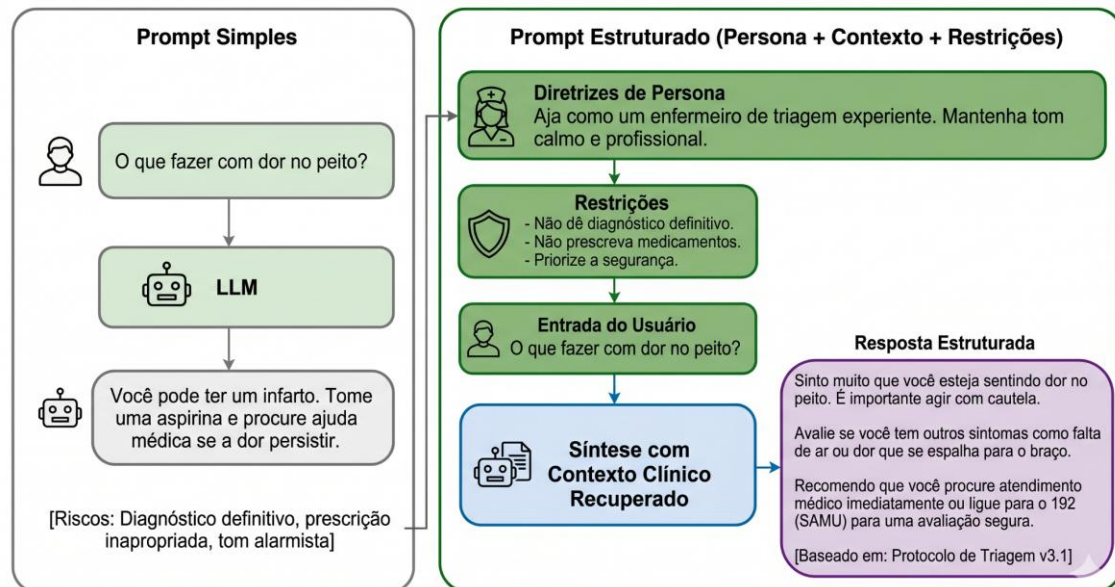 Prompt Simples
O que fazer com dor no peito?
LLM
Você pode ter um infarto. Tome
uma aspirina e procure ajuda
médica se a dor persistir.
[Riscos: Diagnóstico definitivo, prescrição
inapropriada, tom alarmista]
Prompt Estruturado (Persona + Contexto + Restrições)
Diretrizes de Persona
Aja como um enfermeiro de triagem experiente. Mantenha tom
calmo e profissional.
Restrições
- Não dê diagnóstico definitivo.
- Não prescreva medicamentos.
- Priorize a segurança.
Entrada do Usuário
O que fazer com dor no peito?
Síntese com
Contexto Clínico
Recuperado
Resposta Estruturada
Sinto muito que você esteja sentindo dor no
peito. É importante agir com cautela.
Avalie se você tem outros sintomas como falta
de ar ou dor que se espalha para o braço.
Recomendo que você procure atendimento
médico imediatamente ou ligue para o 192
(SAMU) para uma avaliação segura.
[Baseado em: Protocolo de Triagem v3.1]